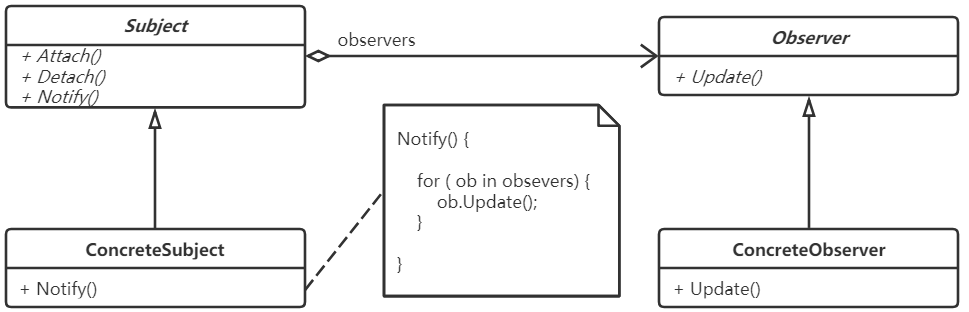 Subject
+ Attach()
+ Detach()
+ Notify()
observers
Observer
+ Update()
Notify() {
for ( ob in obsevers) {
ob.Update();
}
}
ConcreteSubject
+ Notify()
ConcreteObserver
+ Update()